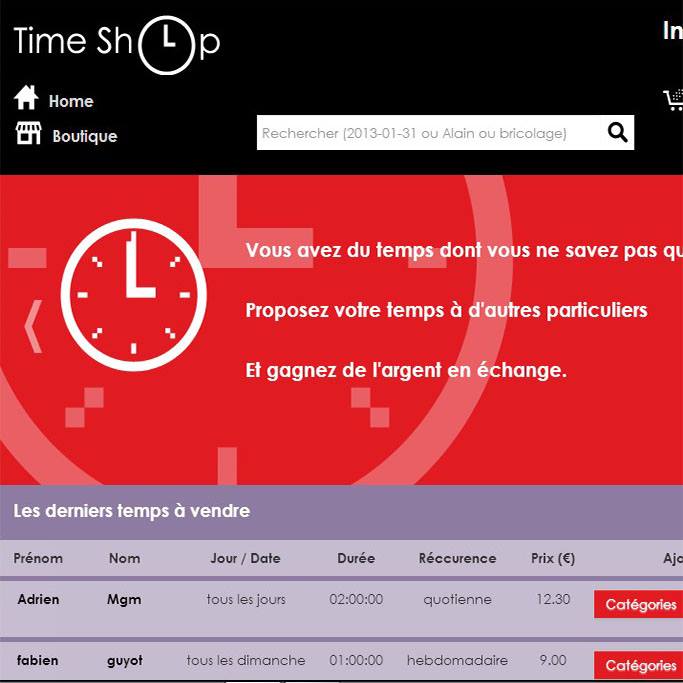 Time Shop
In
Home
Boutique
Rechercher (2013-01-31 ou Alain ou bricolage)
Vous avez du temps dont vous ne savez pas qu
Proposez votre temps à d'autres particuliers
Et gagnez de l'argent en échange.
Les derniers temps à vendre
Prénom Nom Jour / Date Durée Réccurence Prix (€) Ajo
Adrien Mgm tous les jours 02:00:00 quotienne 12.30 Catégories
fabien guyot tous les dimanche 01:00:00 hebdomadaire 9.00 Catégories